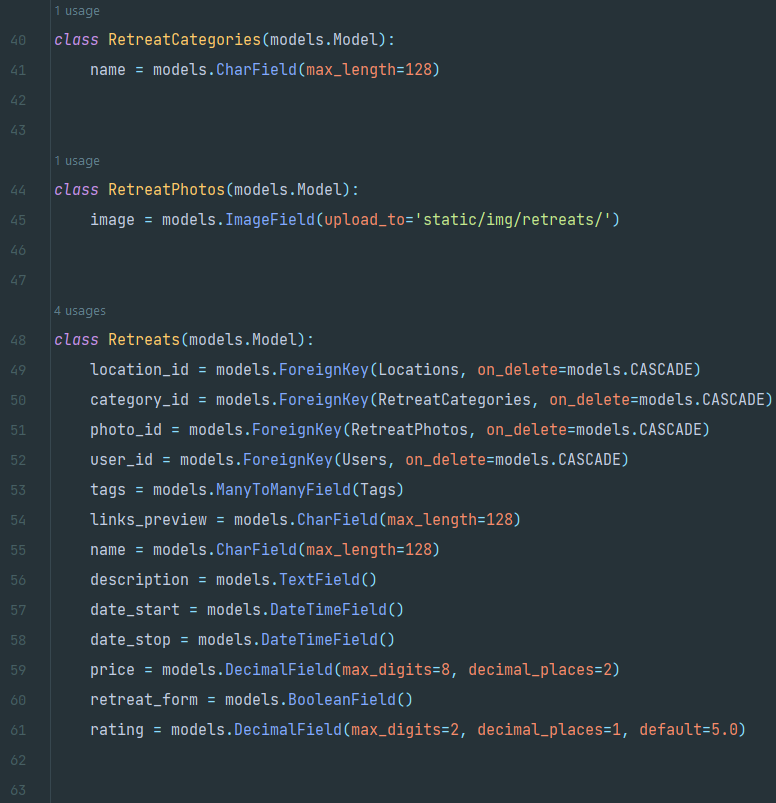 1 usage
40 class RetreatCategories(models.Model):
41 name = models.CharField(max_length=128)
42
43
1 usage
44 class RetreatPhotos(models.Model):
45 image = models.ImageField(upload_to='static/img/retreats/')
46
47
4 usages
48 class Retreats(models.Model):
49 location_id = models.ForeignKey(Locations, on_delete=models.CASCADE)
50 category_id = models.ForeignKey(RetreatCategories, on_delete=models.CASCADE)
51 photo_id = models.ForeignKey(RetreatPhotos, on_delete=models.CASCADE)
52 user_id = models.ForeignKey(Users, on_delete=models.CASCADE)
53 tags = models.ManyToManyField(Tags)
54 links_preview = models.CharField(max_length=128)
55 name = models.CharField(max_length=128)
56 description = models.TextField()
57 date_start = models.DateTimeField()
58 date_stop = models.DateTimeField()
59 price = models.DecimalField(max_digits=8, decimal_places=2)
60 retreat_form = models.BooleanField()
61 rating = models.DecimalField(max_digits=2, decimal_places=1, default=5.0)
62
63